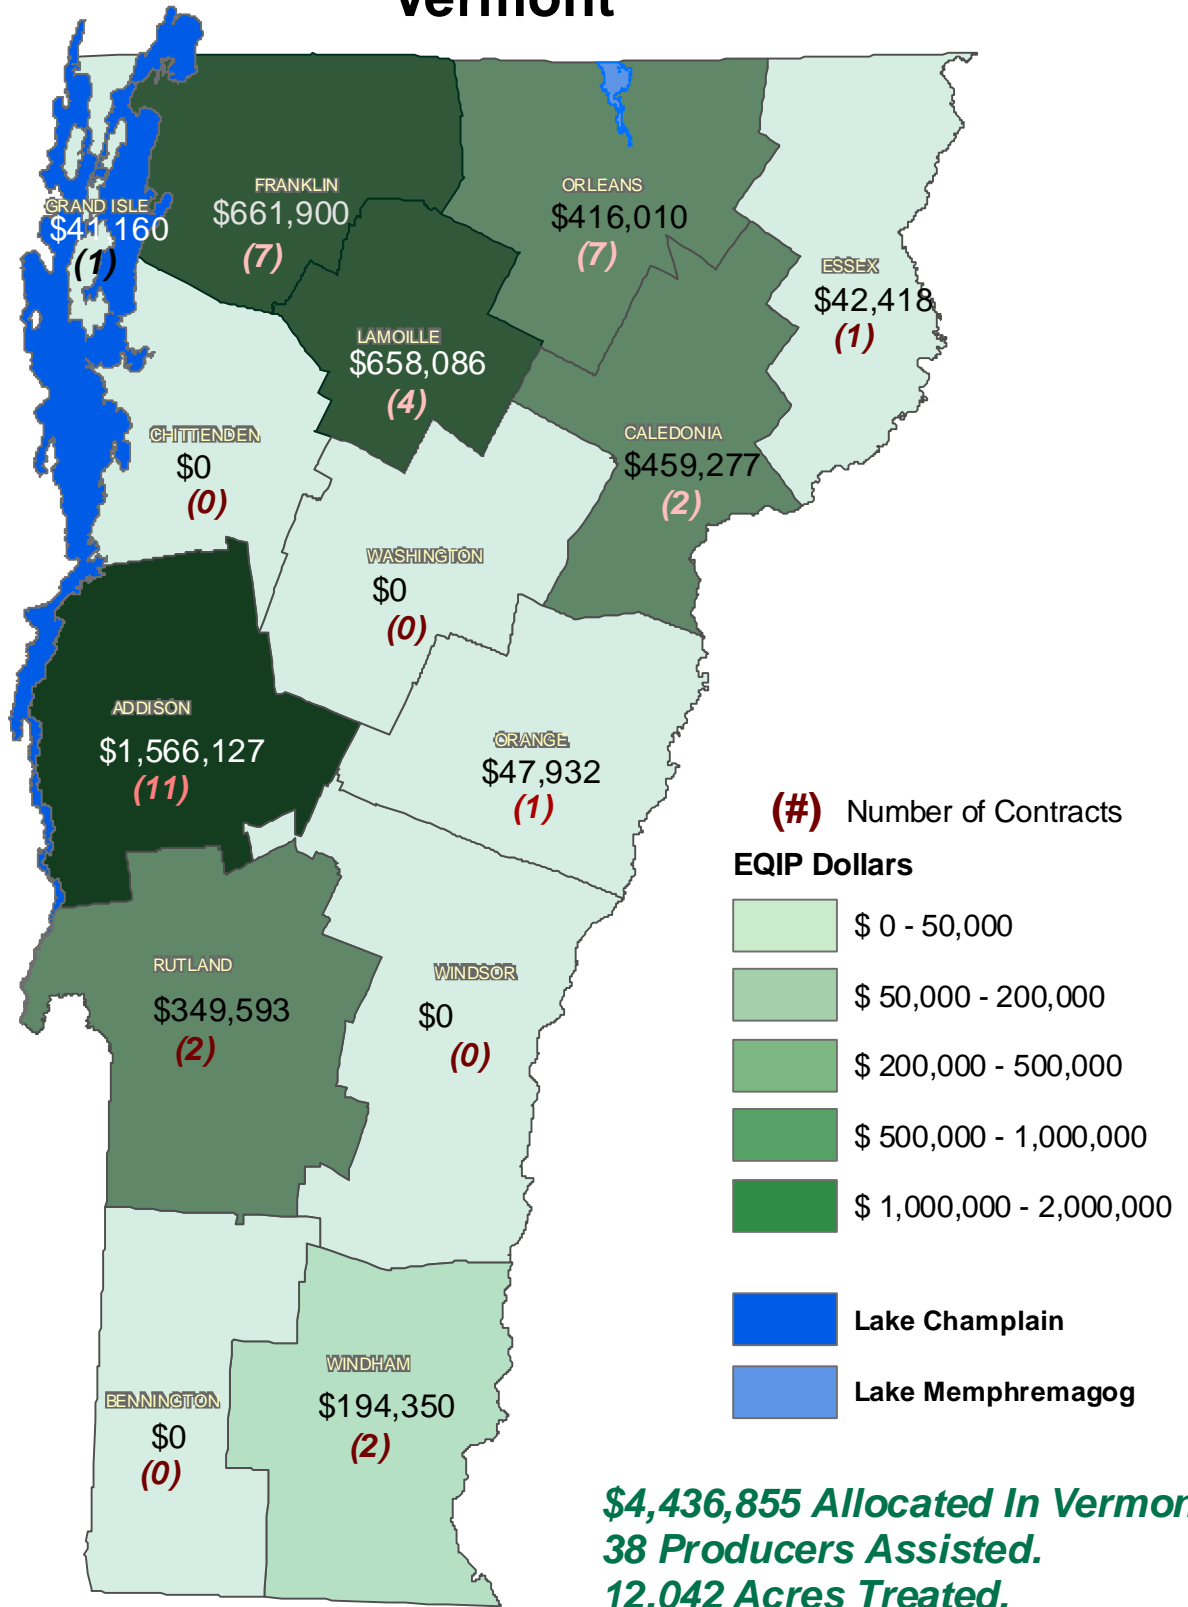 Vermont
FRANKLIN
$661,900
(7)
ORLEANS
$416,010
(7)
GRAND ISLE
$41,160
(1)
ESSEX
$42,418
(1)
LAMOILLE
$658,086
(4)
CHITTENDEN
$0
(0)
CALEDONIA
$459,277
(2)
WASHINGTON
$0
(0)
ADDISON
$1,566,127
(11)
ORANGE
$47,932
(1)
RUTLAND
$349,593
(2)
WINDSOR
$0
(0)
WINDHAM
$194,350
(2)
BENNINGTON
$0
(0)
(#) Number of Contracts
EQIP Dollars
$ 0 - 50,000
$ 50,000 - 200,000
$ 200,000 - 500,000
$ 500,000 - 1,000,000
$ 1,000,000 - 2,000,000
Lake Champlain
Lake Memphremagog
$4,436,855 Allocated In Vermon
38 Producers Assisted.
12,042 Acres Treated.